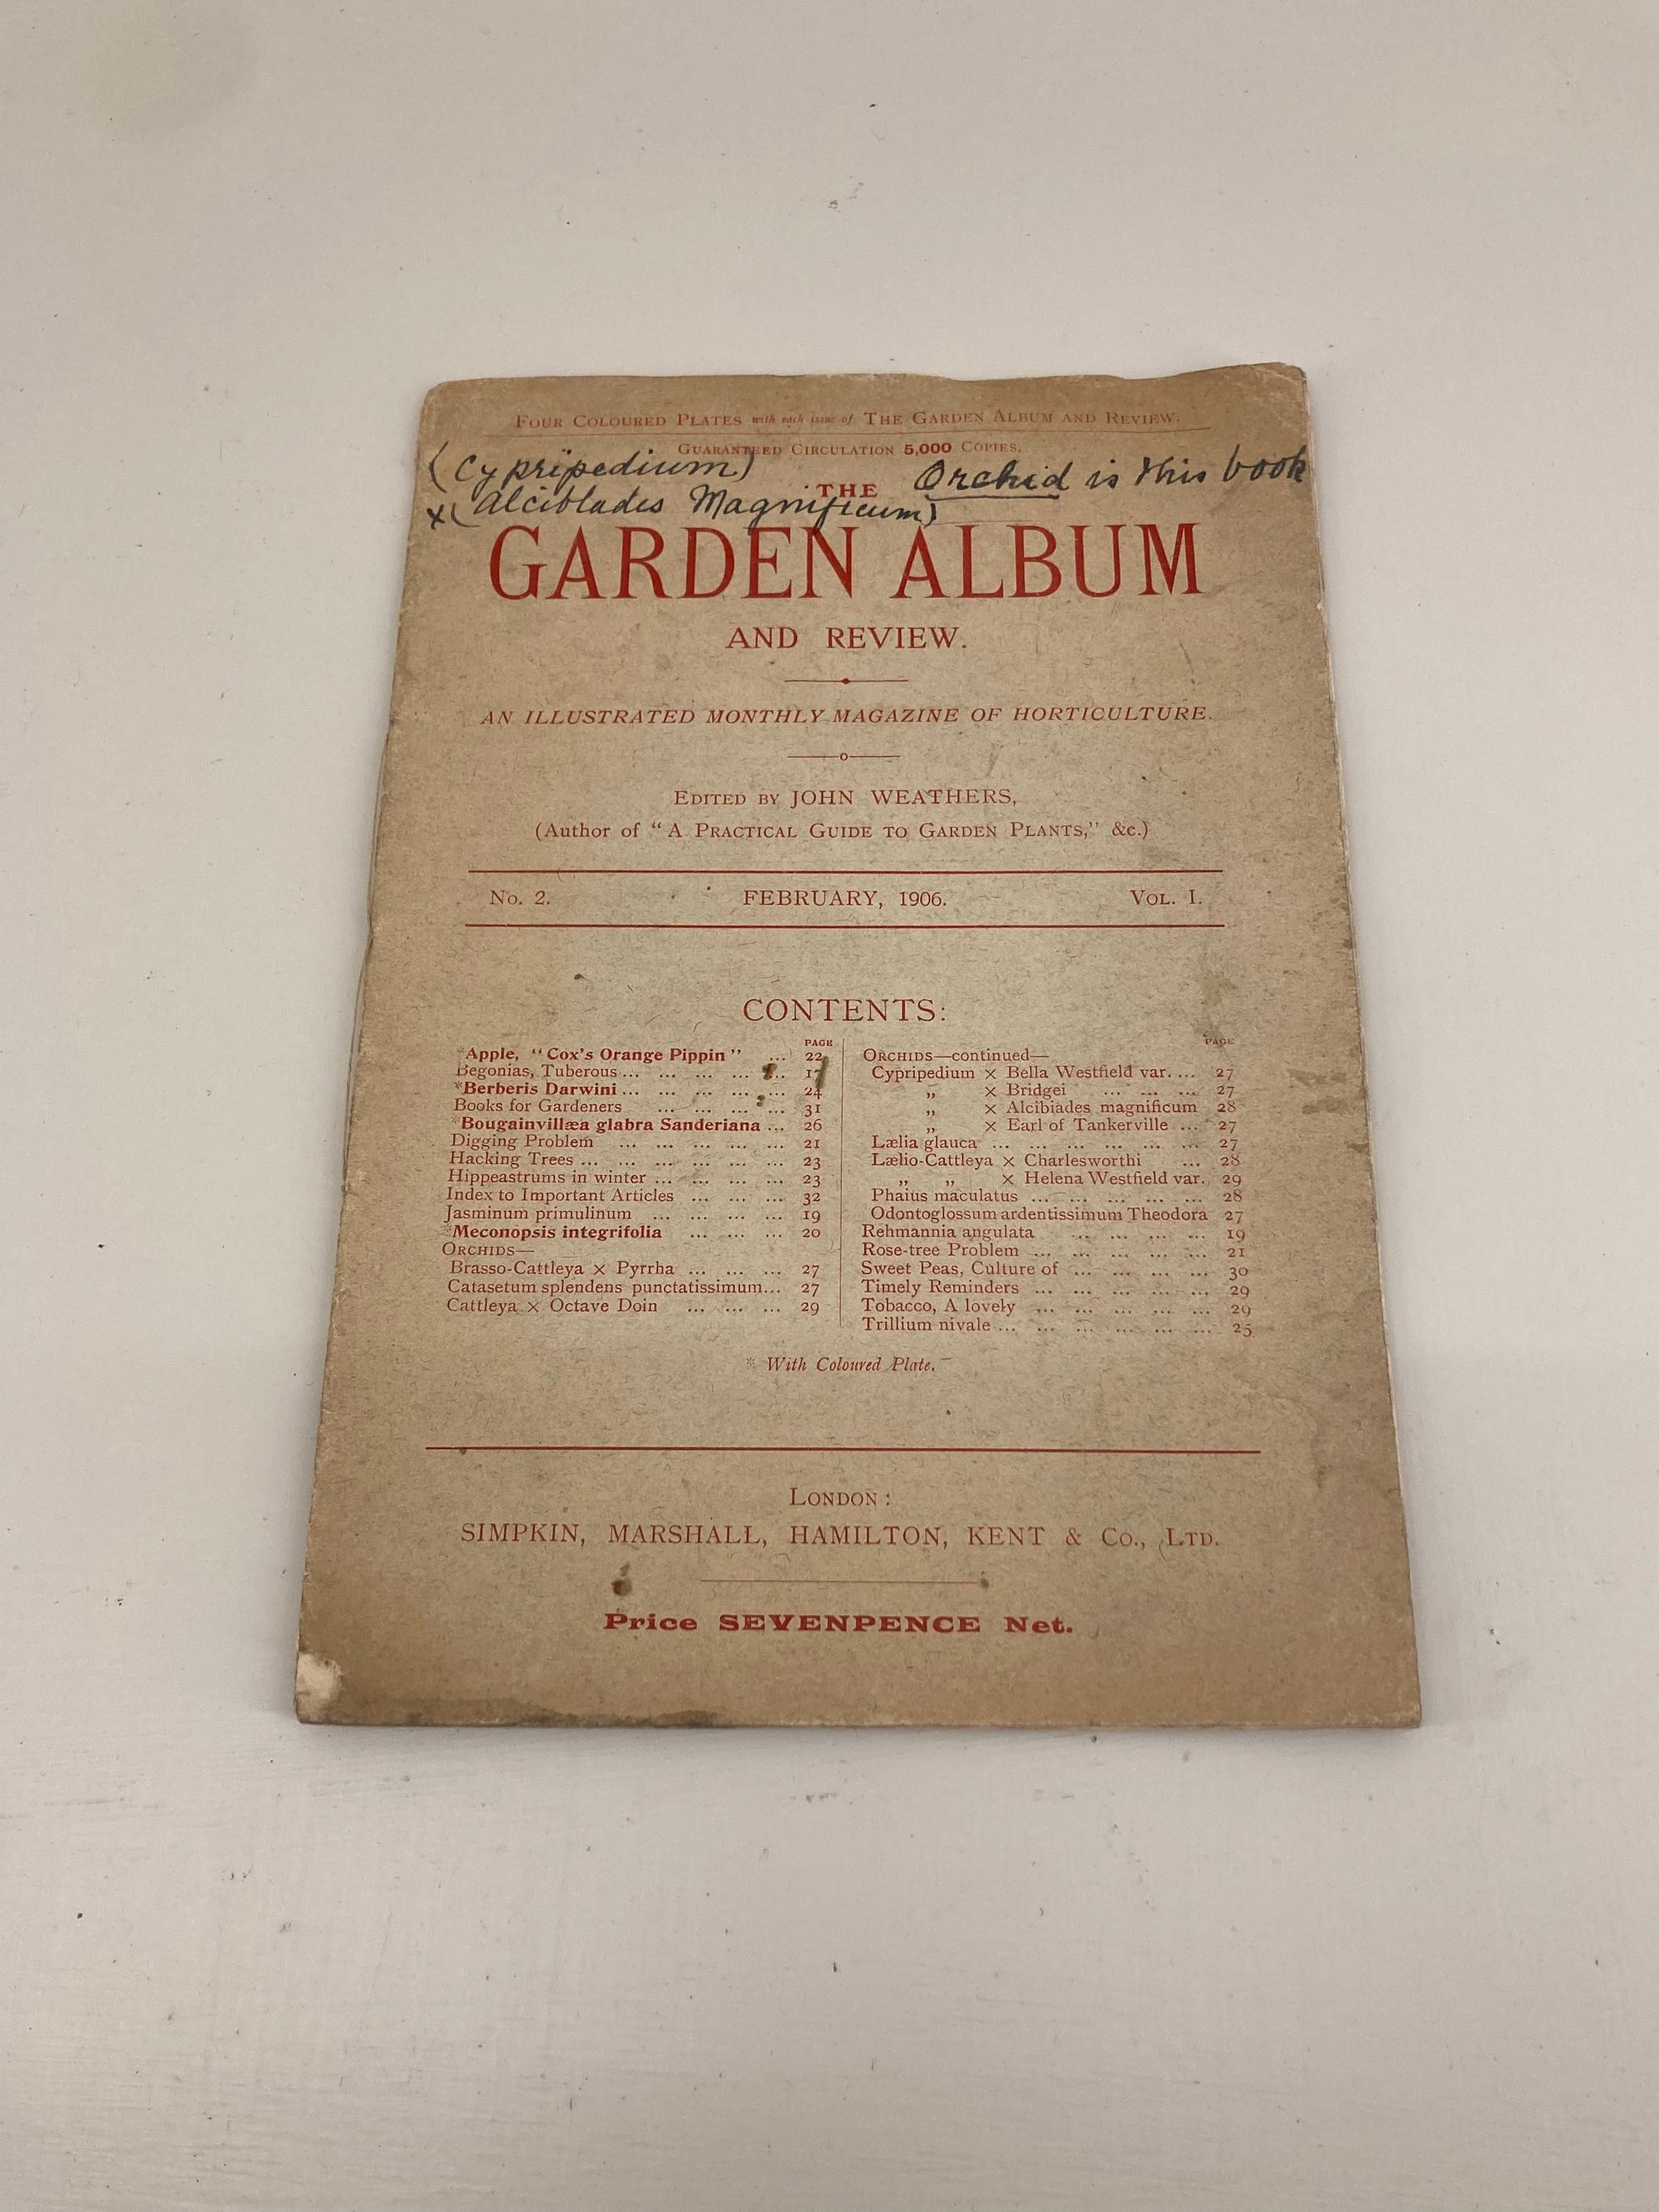 FOUR COLOURED PLATES with each issue of THE GARDEN ALBUM AND REVIEW.
GUARANTEED CIRCULATION 5,000 COPIES.
(Cypripedium)
Orchid is this book
x(Alciblades Magnificum)
THE
GARDEN ALBUM
AND REVIEW.
AN ILLUSTRATED MONTHLY MAGAZINE OF HORTICULTURE.
EDITED BY JOHN WEATHERS,
(Author of "A PRACTICAL GUIDE TO GARDEN PLANTS," &c.)
No. 2. FEBRUARY, 1906. VOL. I.
CONTENTS:
PAGE
*Apple, "Cox's Orange Pippin" ... 22
Begonias, Tuberous ... ... ... ... ... 17
*Berberis Darwini ... ... ... ... ... 24
Books for Gardeners ... ... ... ... 31
*Bougainvillæa glabra Sanderiana ... 26
Digging Problem ... ... ... ... ... 21
Hacking Trees ... ... ... ... ... ... 23
Hippeastrums in winter ... ... ... ... 23
Index to Important Articles ... ... ... 32
Jasminum primulinum ... ... ... ... 19
*Meconopsis integrifolia ... ... ... 20
ORCHIDS—
Brasso-Cattleya × Pyrrha ... ... ... 27
Catasetum splendens punctatissimum... 27
Cattleya × Octave Doin ... ... ... 29
PAGE
ORCHIDS—continued—
Cypripedium × Bella Westfield var. ... 27
„ × Bridgei ... ... ... 27
„ × Alcibiades magnificum 28
„ × Earl of Tankerville ... 27
Lælia glauca ... ... ... ... ... ... 27
Lælio-Cattleya × Charlesworthi ... 28
„ „ × Helena Westfield var. 29
Phaius maculatus ... ... ... ... ... 28
Odontoglossum ardentissimum Theodora 27
Rehmannia angulata ... ... ... ... 19
Rose-tree Problem ... ... ... ... ... 21
Sweet Peas, Culture of ... ... ... ... 30
Timely Reminders ... ... ... ... ... 29
Tobacco, A lovely ... ... ... ... ... 29
Trillium nivale ... ... ... ... ... ... 25
* With Coloured Plate.
LONDON:
SIMPKIN, MARSHALL, HAMILTON, KENT & Co., LTD.
Price SEVENPENCE Net.